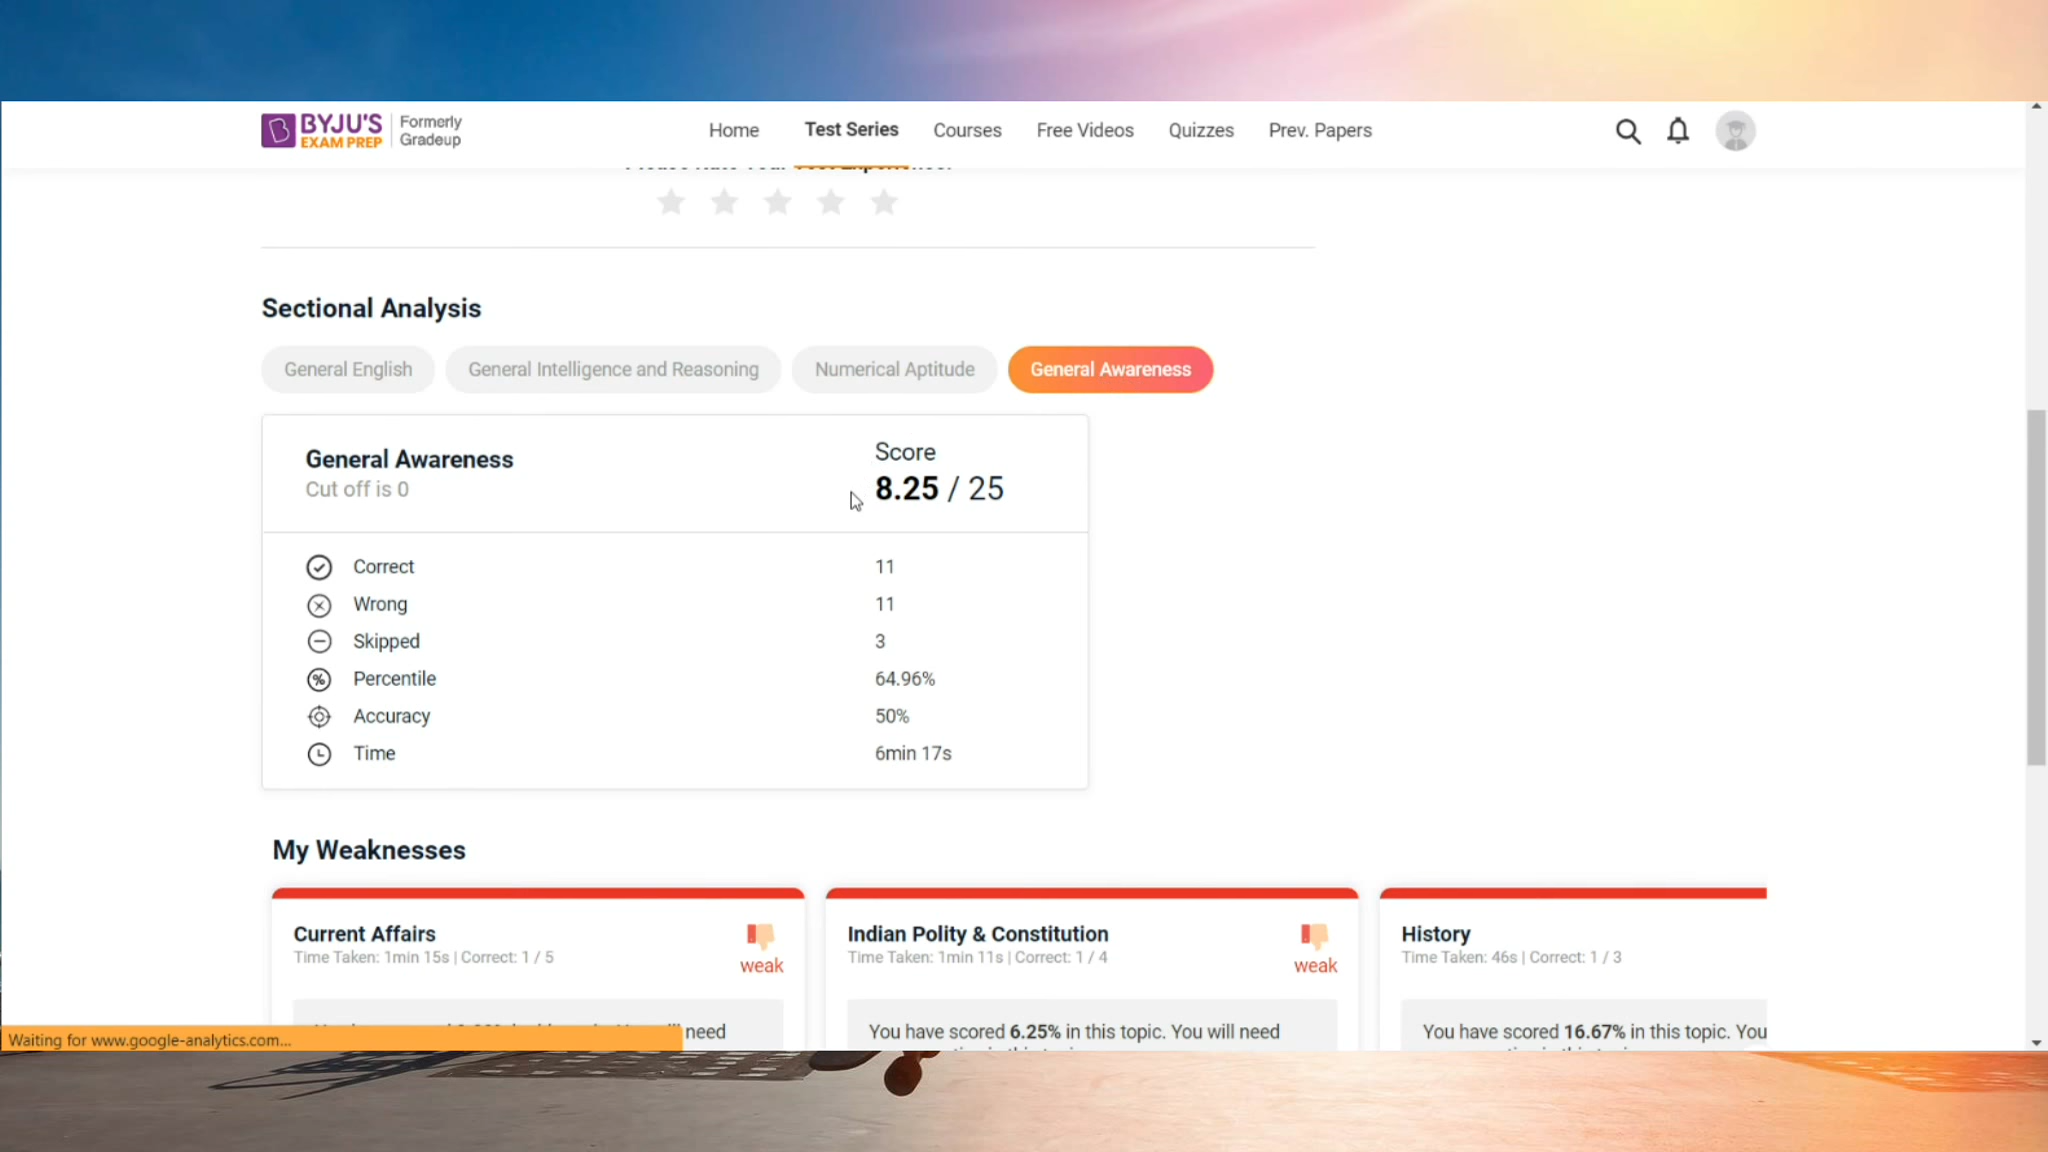 BYJU'S
EXAM PREP
Formerly
Gradeup
Home
Test Series
Courses
Free Videos
Quizzes
Prev. Papers
Sectional Analysis
General English
General Intelligence and Reasoning
Numerical Aptitude
General Awareness
General Awareness
Cut off is 0
Score
8.25 / 25
Correct 11
Wrong 11
Skipped 3
Percentile 64.96%
Accuracy 50%
Time 6min 17s
My Weaknesses
Current Affairs
Time Taken: 1min 15s | Correct: 1 / 5
weak
need
Indian Polity & Constitution
Time Taken: 1min 11s | Correct: 1 / 4
weak
You have scored 6.25% in this topic. You will need
History
Time Taken: 46s | Correct: 1 / 3
You have scored 16.67% in this topic. You
Waiting for www.google-analytics.com...